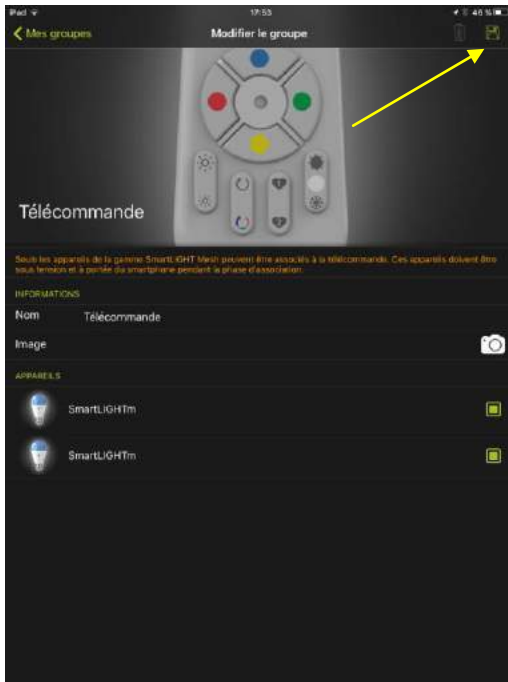 iPad 17:53 46 %
Mes groupes Modifier le groupe
Télécommande
Seuls les appareils de la gamme SmartLIGHT Mesh peuvent être associés à la télécommande. Ces appareils doivent être
sous tension et à portée du smartphone pendant la phase d'association.
INFORMATIONS
Nom Télécommande
Image
APPAREILS
SmartLIGHTm
SmartLIGHTm